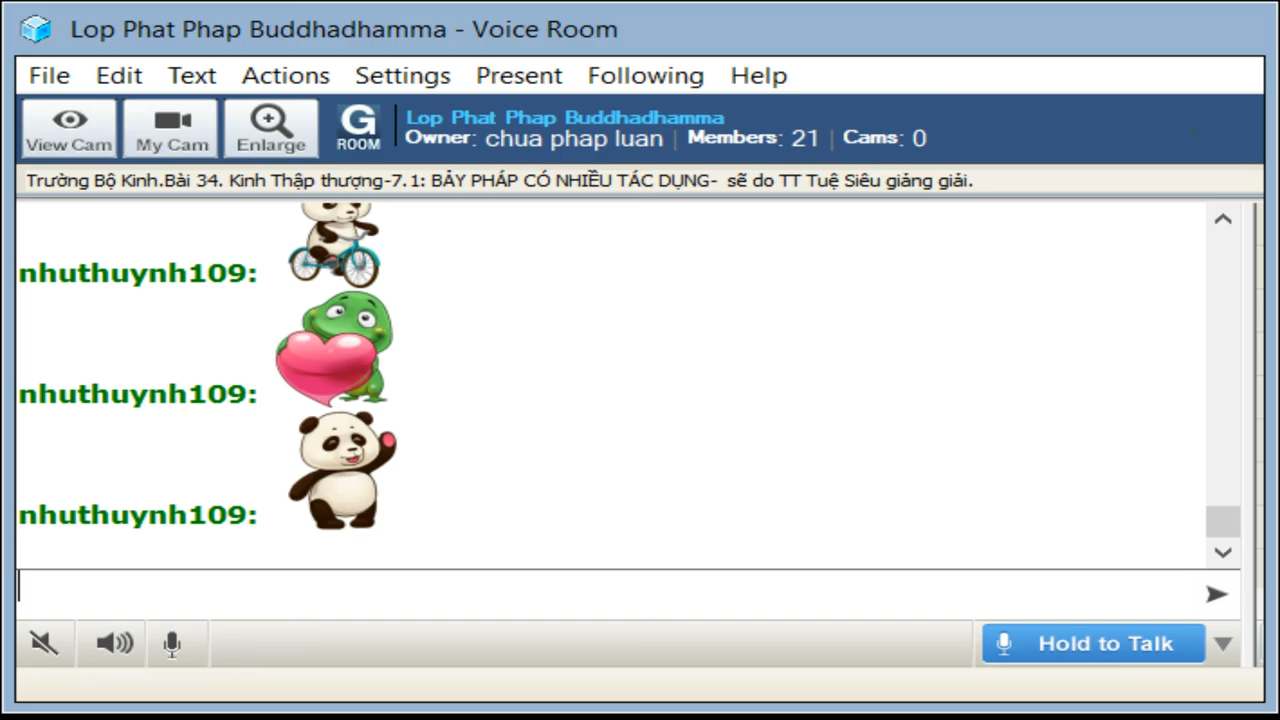 Lop Phat Phap Buddhadhamma - Voice Room
File Edit Text Actions Settings Present Following Help
View Cam My Cam Enlarge G ROOM
Lop Phat Phap Buddhadhamma
Owner: chua phap luan | Members: 21 | Cams: 0
Trường Bộ Kinh.Bài 34. Kinh Thập thượng-7.1: BẢY PHÁP CÓ NHIỀU TÁC DỤNG- sẽ do TT Tuệ Siêu giảng giải.
nhuthuynh109:
nhuthuynh109:
nhuthuynh109:
Hold to Talk